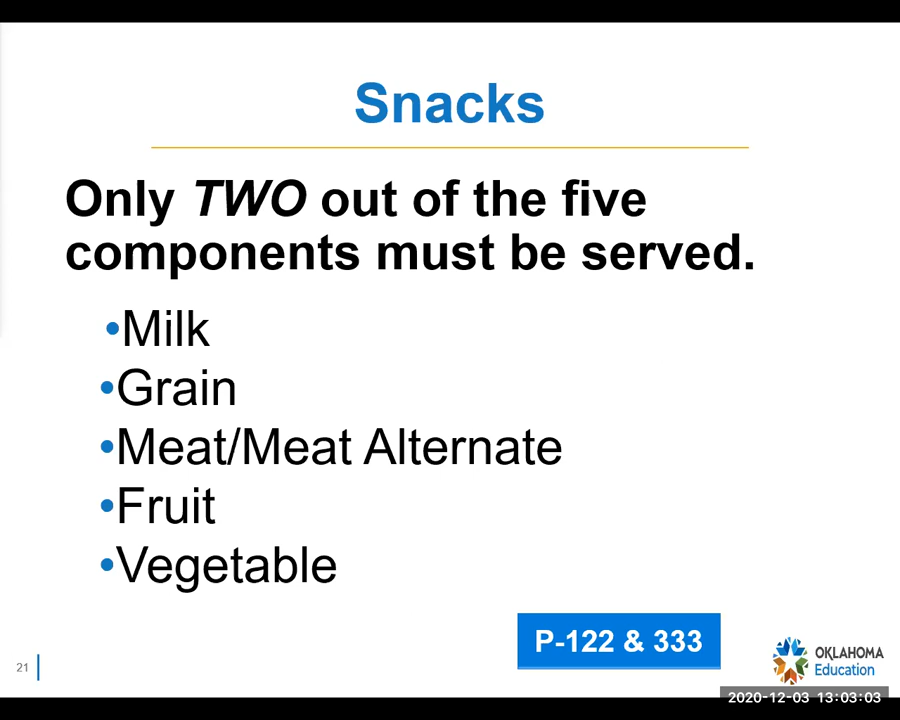 Snacks
Only TWO out of the five
components must be served.
•Milk
•Grain
•Meat/Meat Alternate
•Fruit
•Vegetable
P-122 & 333
21
OKLAHOMA
Education
2020-12-03 13:03:03